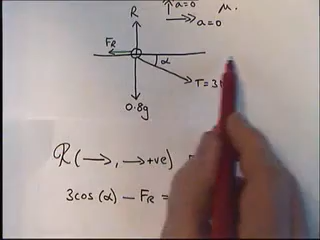 R a=0 μ.
a=0
FR
α
T=3
0.8g
R(→,→+ve)
3cos(α) − FR =